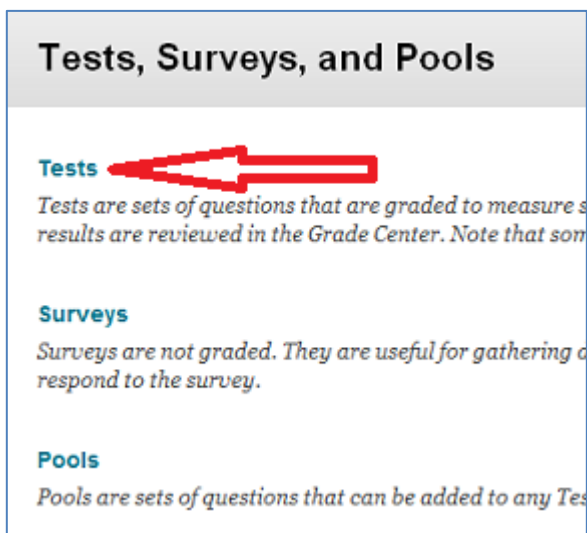 Tests, Surveys, and Pools
Tests
Tests are sets of questions that are graded to measure
results are reviewed in the Grade Center. Note that
Surveys
Surveys are not graded. They are useful for gathering
respond to the survey.
Pools
Pools are sets of questions that can be added to any